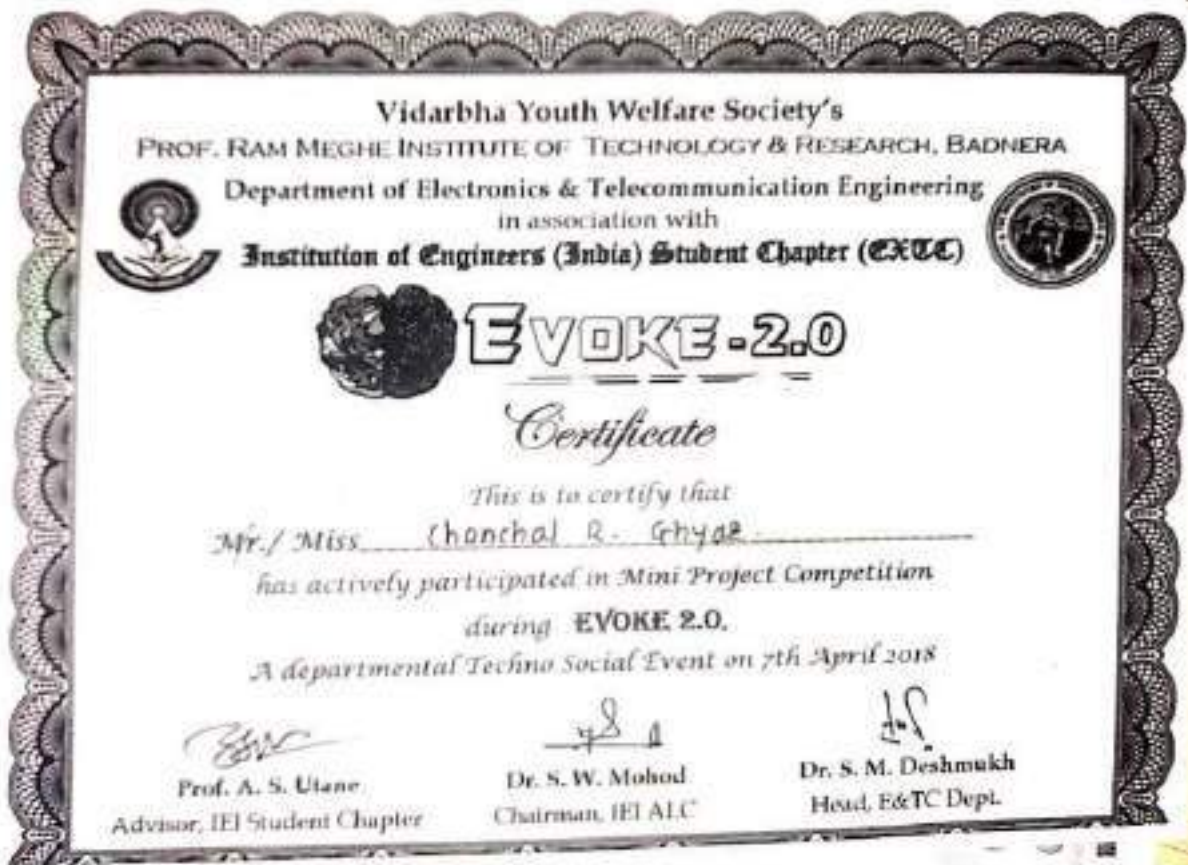 Vidarbha Youth Welfare Society's
PROF. RAM MEGHE INSTITUTE OF TECHNOLOGY & RESEARCH, BADNERA
Department of Electronics & Telecommunication Engineering
in association with
Institution of Engineers (India) Student Chapter (EXTC)
EVOKE-2.0
Certificate
This is to certify that
Mr./ Miss Chanchal R. Ghyar
has actively participated in Mini Project Competition
during EVOKE 2.0.
A departmental Techno Social Event on 7th April 2018
Prof. A. S. Utane Dr. S. W. Mohod Dr. S. M. Deshmukh
Advisor, IEI Student Chapter Chairman, IEI ALC Head, E&TC Dept.